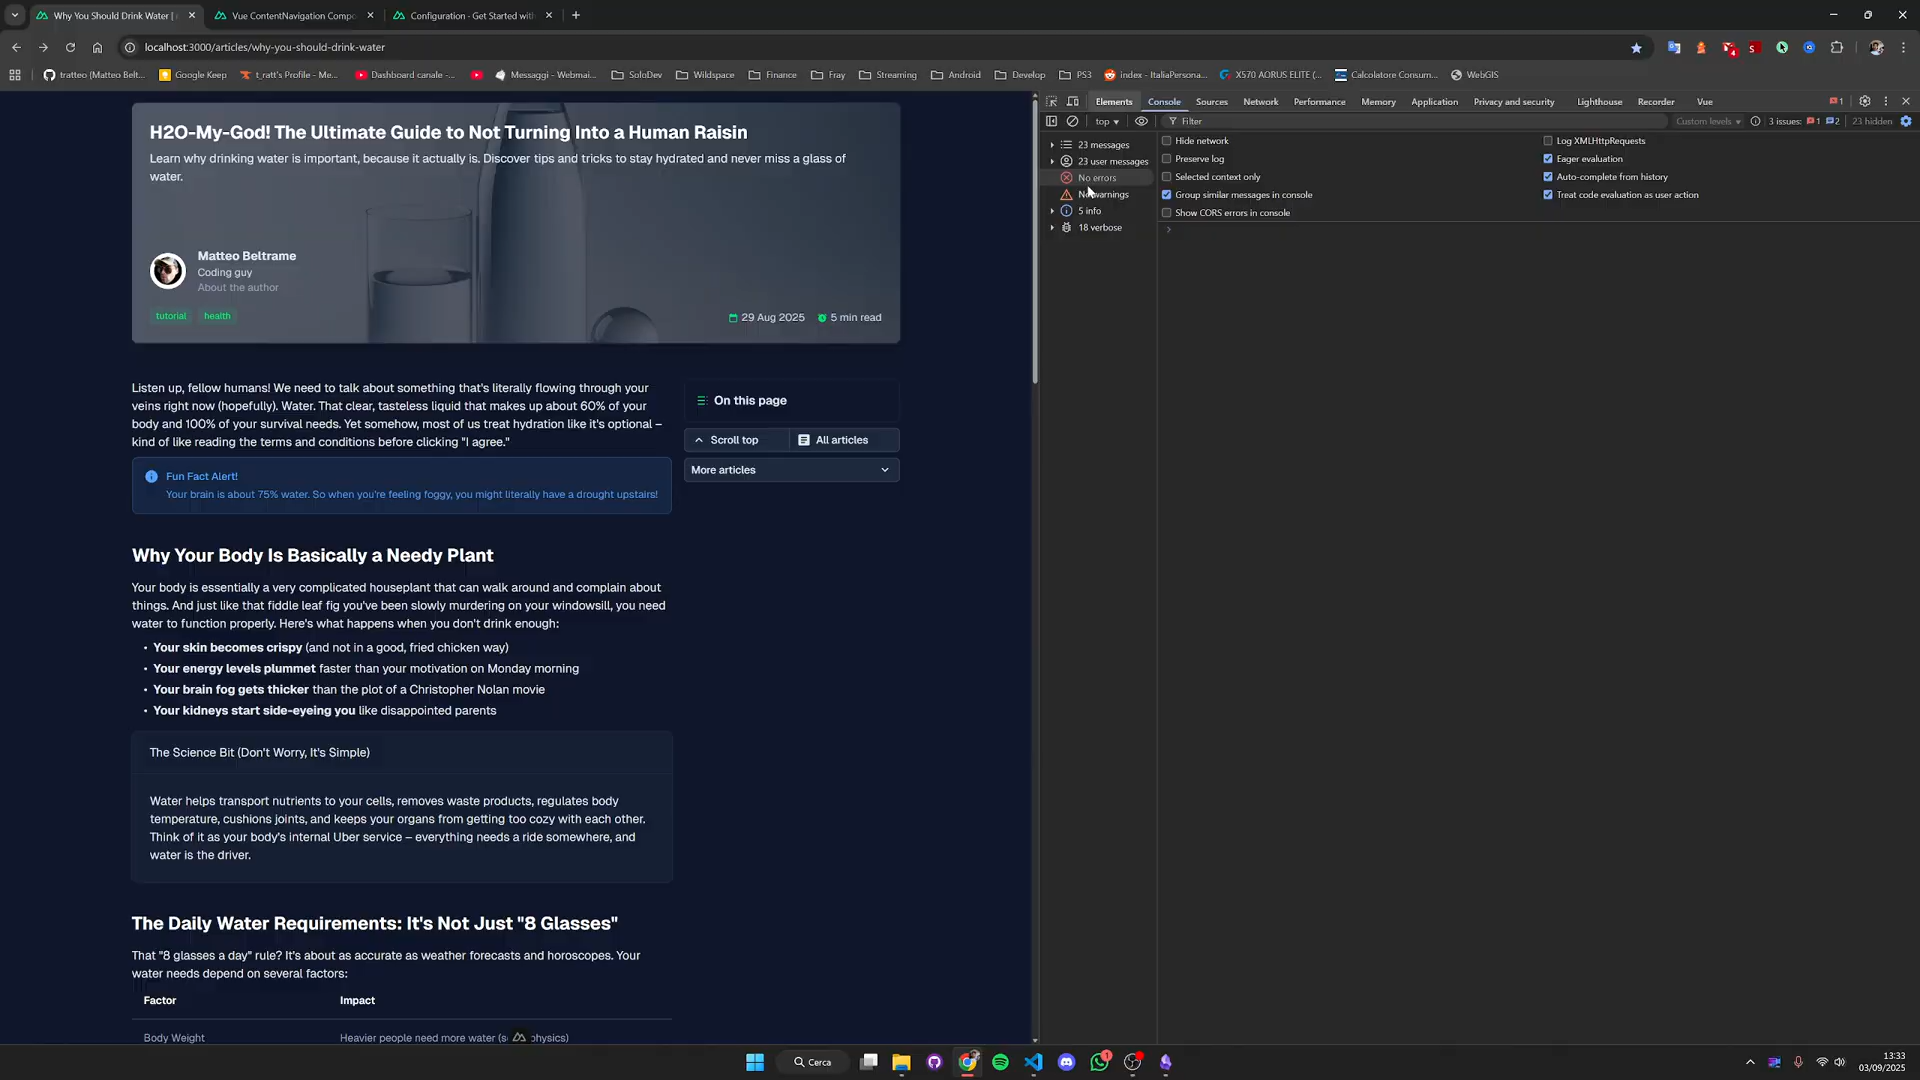 Why You Should Drink Water |
Vue ContentNavigation Compo
Configuration - Get Started with
localhost:3000/articles/why-you-should-drink-water
tratteo (Matteo Belt...
Google Keep
t_ratt's Profile - Me...
Dashboard canale -...
Messaggi - Webmai...
SoloDev
Wildspace
Finance
Fray
Streaming
Android
Develop
PS3
index - ItaliaPersona...
X570 AORUS ELITE (...
Calcolatore Consum...
WebGIS
H2O-My-God! The Ultimate Guide to Not Turning Into a Human Raisin
Learn why drinking water is important, because it actually is. Discover tips and tricks to stay hydrated and never miss a glass of
water.
Matteo Beltrame
Coding guy
About the author
tutorial
health
29 Aug 2025
5 min read
Listen up, fellow humans! We need to talk about something that's literally flowing through your
veins right now (hopefully). Water. That clear, tasteless liquid that makes up about 60% of your
body and 100% of your survival needs. Yet somehow, most of us treat hydration like it's optional –
kind of like reading the terms and conditions before clicking "I agree."
Fun Fact Alert!
Your brain is about 75% water. So when you're feeling foggy, you might literally have a drought upstairs!
On this page
Scroll top
All articles
More articles
Why Your Body Is Basically a Needy Plant
Your body is essentially a very complicated houseplant that can walk around and complain about
things. And just like that fiddle leaf fig you've been slowly murdering on your windowsill, you need
water to function properly. Here's what happens when you don't drink enough:
• Your skin becomes crispy (and not in a good, fried chicken way)
• Your energy levels plummet faster than your motivation on Monday morning
• Your brain fog gets thicker than the plot of a Christopher Nolan movie
• Your kidneys start side-eyeing you like disappointed parents
The Science Bit (Don't Worry, It's Simple)
Water helps transport nutrients to your cells, removes waste products, regulates body
temperature, cushions joints, and keeps your organs from getting too cozy with each other.
Think of it as your body's internal Uber service – everything needs a ride somewhere, and
water is the driver.
The Daily Water Requirements: It's Not Just "8 Glasses"
That "8 glasses a day" rule? It's about as accurate as weather forecasts and horoscopes. Your
water needs depend on several factors:
Factor
Impact
Body Weight
Heavier people need more water (s physics)
Elements
Console
Sources
Network
Performance
Memory
Application
Privacy and security
Lighthouse
Recorder
Vue
1
top
Filter
Custom levels
3 issues: 1 2
23 hidden
23 messages
23 user messages
No errors
No warnings
5 info
18 verbose
Hide network
Preserve log
Selected context only
Group similar messages in console
Show CORS errors in console
Log XMLHttpRequests
Eager evaluation
Auto-complete from history
Treat code evaluation as user action
Cerca
13:33
03/09/2025